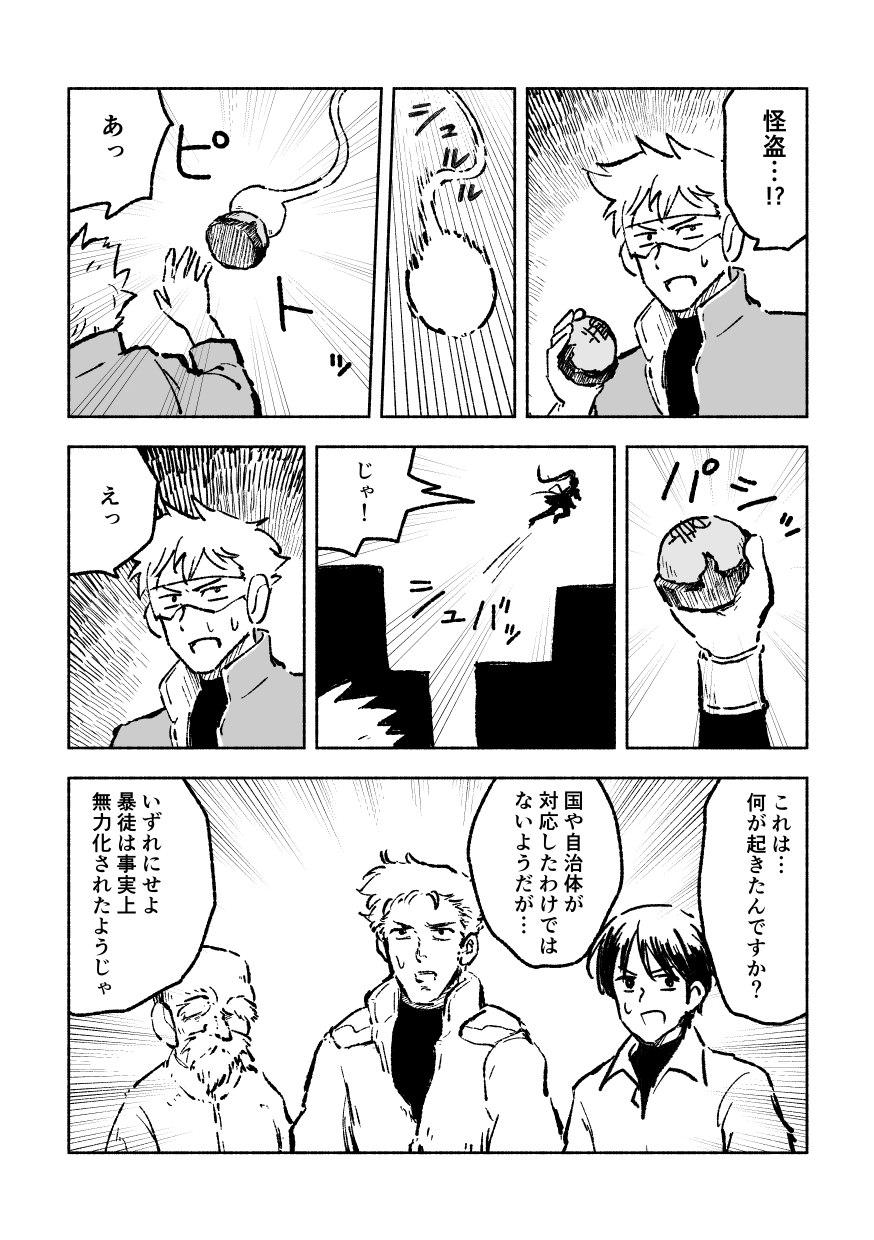 怪盗…!?
シュルルル
ピトッ
あっ
パシッ
じゃ！
シュバッ
えっ
これは…
何が起きたんですか？
国や自治体が
対応したわけでは
ないようだが…
いずれにせよ
暴徒は事実上
無力化されたようじゃ